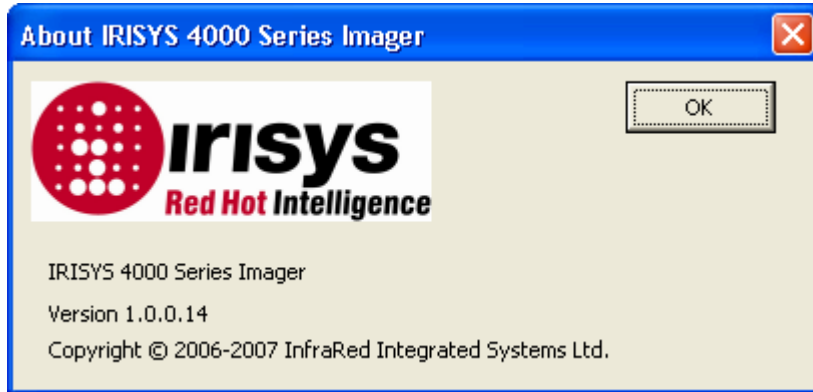 About IRISYS 4000 Series Imager
OK
Irisys
Red Hot Intelligence
IRISYS 4000 Series Imager
Version 1.0.0.14
Copyright © 2006-2007 InfraRed Integrated Systems Ltd.